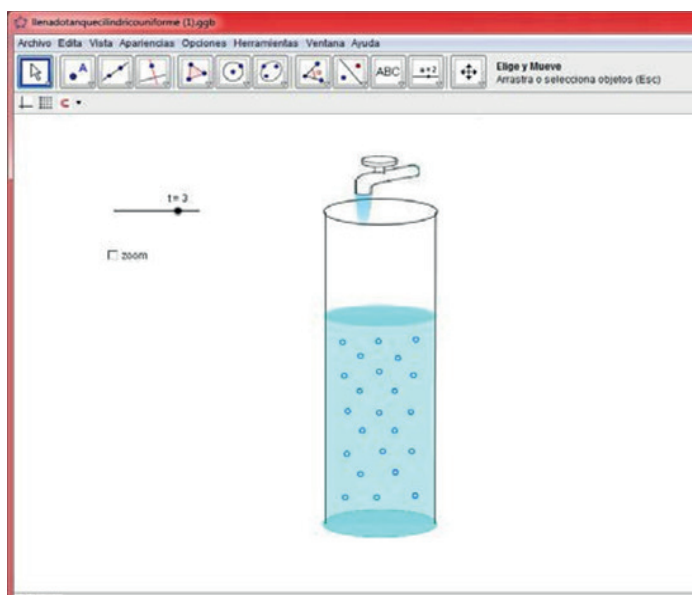 llenadotanquecilindricouniforme (1).ggb
Archivo Edita Vista Apariencias Opciones Herramientas Ventana Ayuda
A
ABC
a=2
Elige y Mueve
Arrastra o selecciona objetos (Esc)
t = 3
zoom